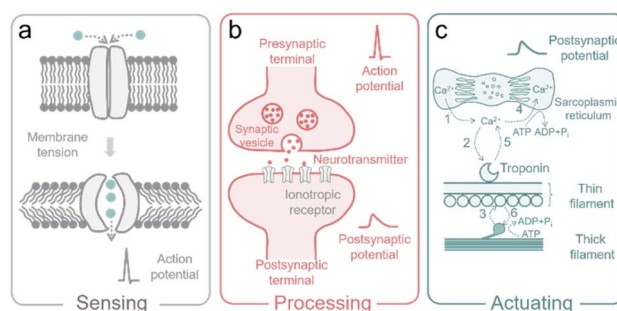 a
Membrane
tension
Action
potential
Sensing
b
Presynaptic
terminal
Action
potential
Synaptic
vesicle
Neurotransmitter
Ionotropic
receptor
Postsynaptic
potential
Postsynaptic
terminal
Processing
c
Postsynaptic
potential
Ca²⁺
Ca²⁺
4
Sarcoplasmic
reticulum
1
Ca²⁺
ATP ADP+Pᵢ
2
5
Troponin
Thin
filament
3
6
ADP+Pᵢ
ATP
Thick
filament
Actuating